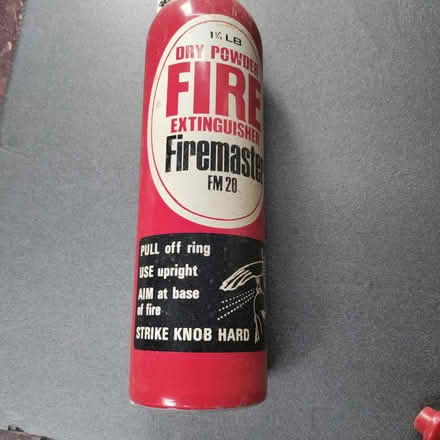 1½ LB
DRY POWDER
FIRE
EXTINGUISHER
Firemaster
FM 20
PULL off ring
USE upright
AIM at base
of fire
STRIKE KNOB HARD